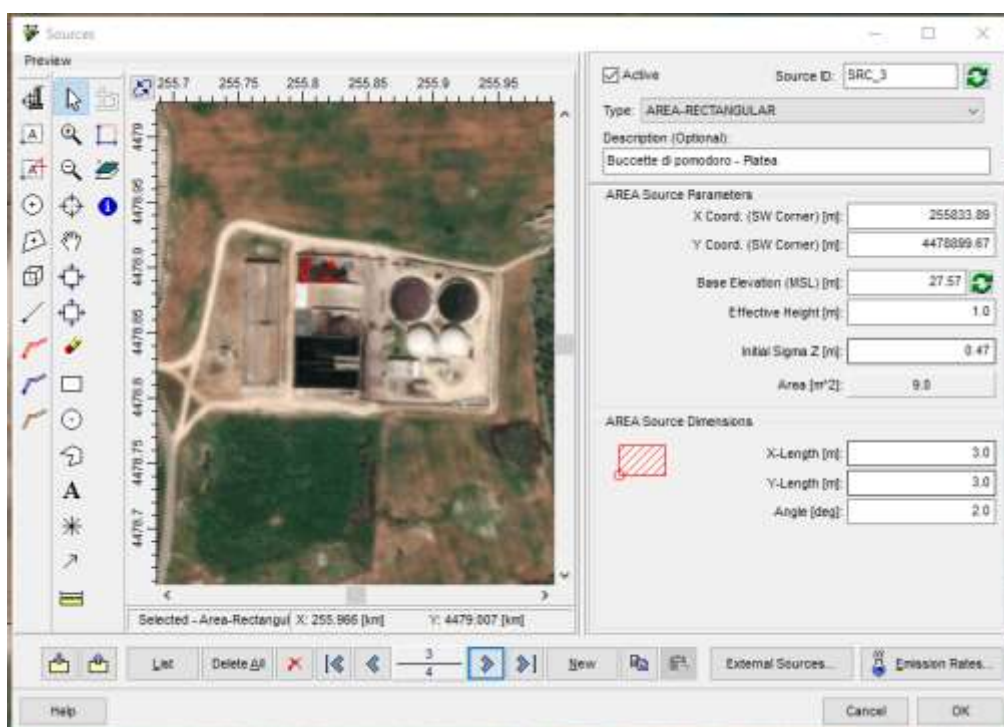 Sources
Preview
255.7 255.75 255.8 255.85 255.9 255.95
4479
4478.95
4478.9
4478.85
4478.8
4478.75
4478.7
A
A
Selected - Area-Rectangul X: 255.966 [km] Y: 4479.007 [km]
Active Source ID: SRC_3
Type: AREA-RECTANGULAR
Description (Optional):
Buccette di pomodoro - Platea
AREA Source Parameters
X Coord. (SW Corner) [m]: 255833.89
Y Coord. (SW Corner) [m]: 4478899.67
Base Elevation (MSL) [m]: 27.57
Effective Height [m]: 1.0
Initial Sigma Z [m]: 0.47
Area [m^2]: 9.0
AREA Source Dimensions
X-Length [m]: 3.0
Y-Length [m]: 3.0
Angle [deg]: 2.0
List Delete All 3 New External Sources... Emission Rates...
4
Help Cancel OK